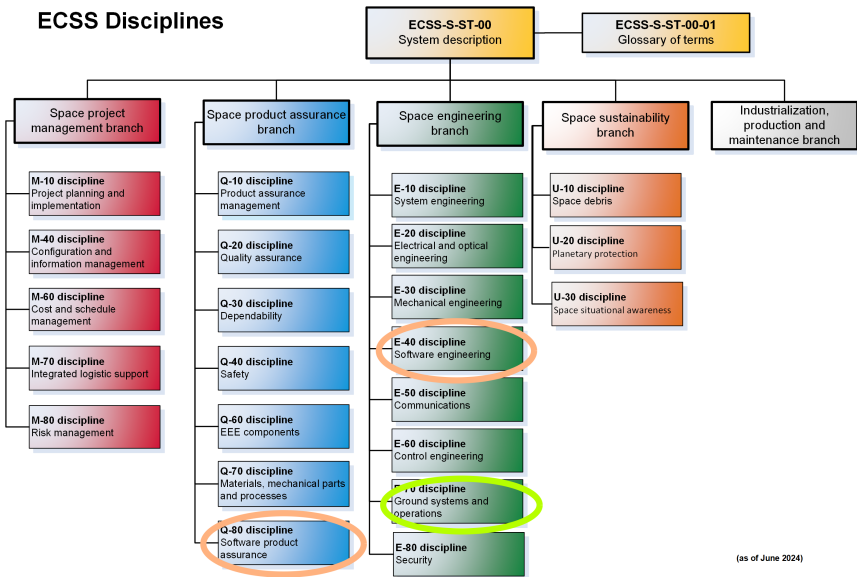 ECSS Disciplines
ECSS-S-ST-00
System description
ECSS-S-ST-00-01
Glossary of terms
Space project
management branch
M-10 discipline
Project planning and
implementation
M-40 discipline
Configuration and
information management
M-60 discipline
Cost and schedule
management
M-70 discipline
Integrated logistic support
M-80 discipline
Risk management
Space product assurance
branch
Q-10 discipline
Product assurance
management
Q-20 discipline
Quality assurance
Q-30 discipline
Dependability
Q-40 discipline
Safety
Q-60 discipline
EEE components
Q-70 discipline
Materials, mechanical parts
and processes
Q-80 discipline
Software product
assurance
Space engineering
branch
E-10 discipline
System engineering
E-20 discipline
Electrical and optical
engineering
E-30 discipline
Mechanical engineering
E-40 discipline
Software engineering
E-50 discipline
Communications
E-60 discipline
Control engineering
E-70 discipline
Ground systems and
operations
E-80 discipline
Security
Space sustainability
branch
U-10 discipline
Space debris
U-20 discipline
Planetary protection
U-30 discipline
Space situational awareness
Industrialization,
production and
maintenance branch
(as of June 2024)